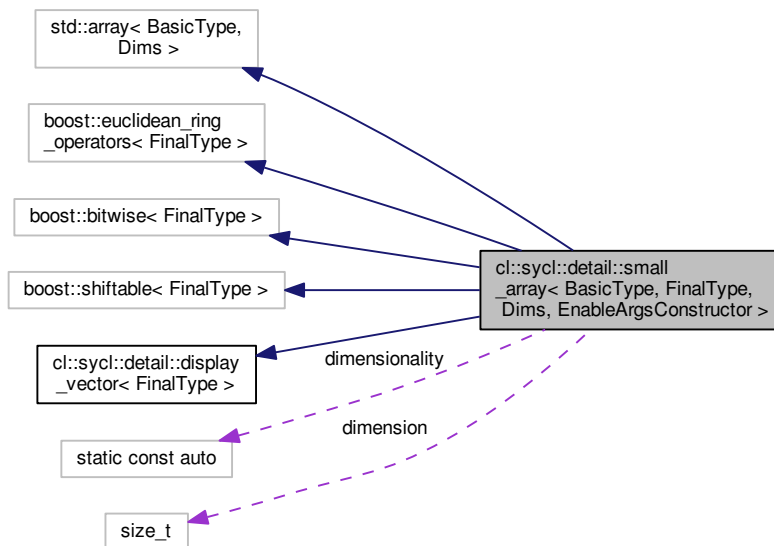 std::array< BasicType,
Dims >
boost::euclidean_ring
_operators< FinalType >
boost::bitwise< FinalType >
boost::shiftable< FinalType >
cl::sycl::detail::display
_vector< FinalType >
static const auto
size_t
dimensionality
dimension
cl::sycl::detail::small
_array< BasicType, FinalType,
Dims, EnableArgsConstructor >